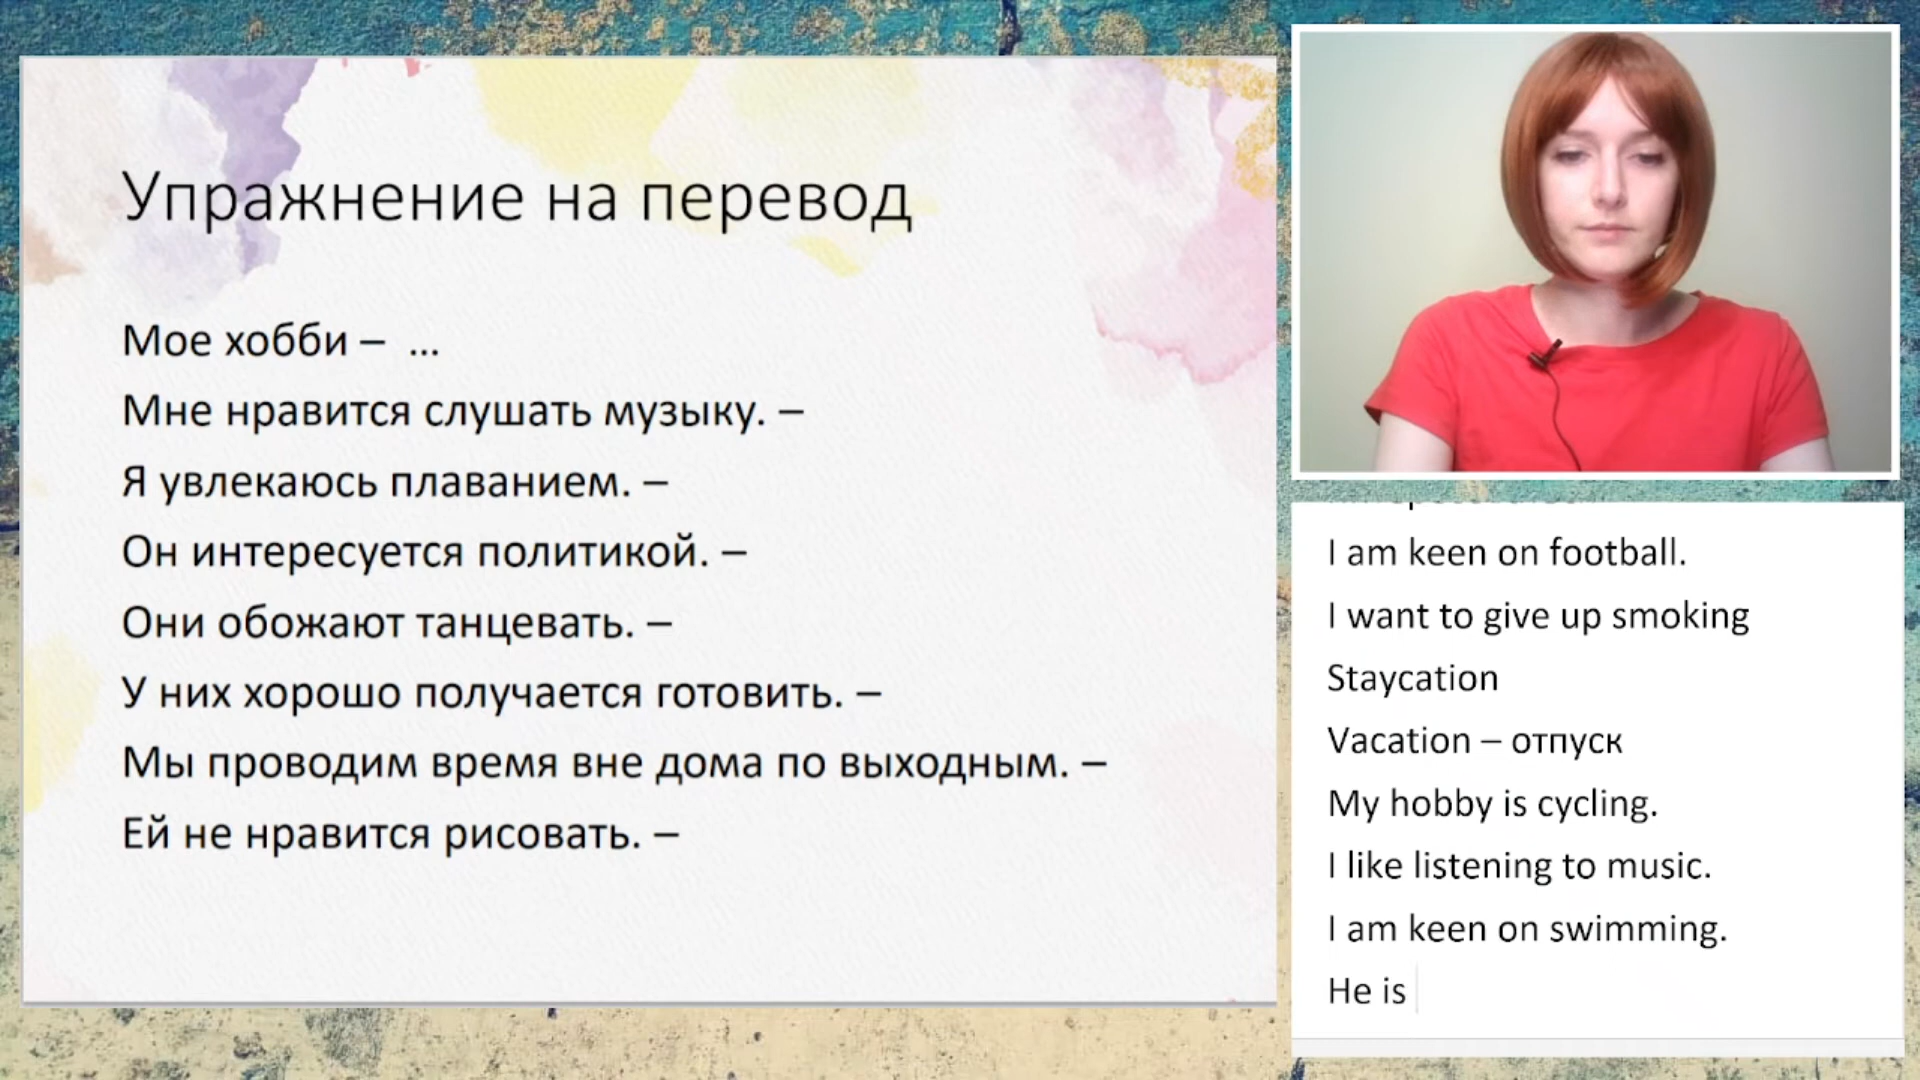 Упражнение на перевод
Мое хобби – ...
Мне нравится слушать музыку. –
Я увлекаюсь плаванием. –
Он интересуется политикой. –
Они обожают танцевать. –
У них хорошо получается готовить. –
Мы проводим время вне дома по выходным. –
Ей не нравится рисовать. –
I am keen on football.
I want to give up smoking
Staycation
Vacation – отпуск
My hobby is cycling.
I like listening to music.
I am keen on swimming.
He is